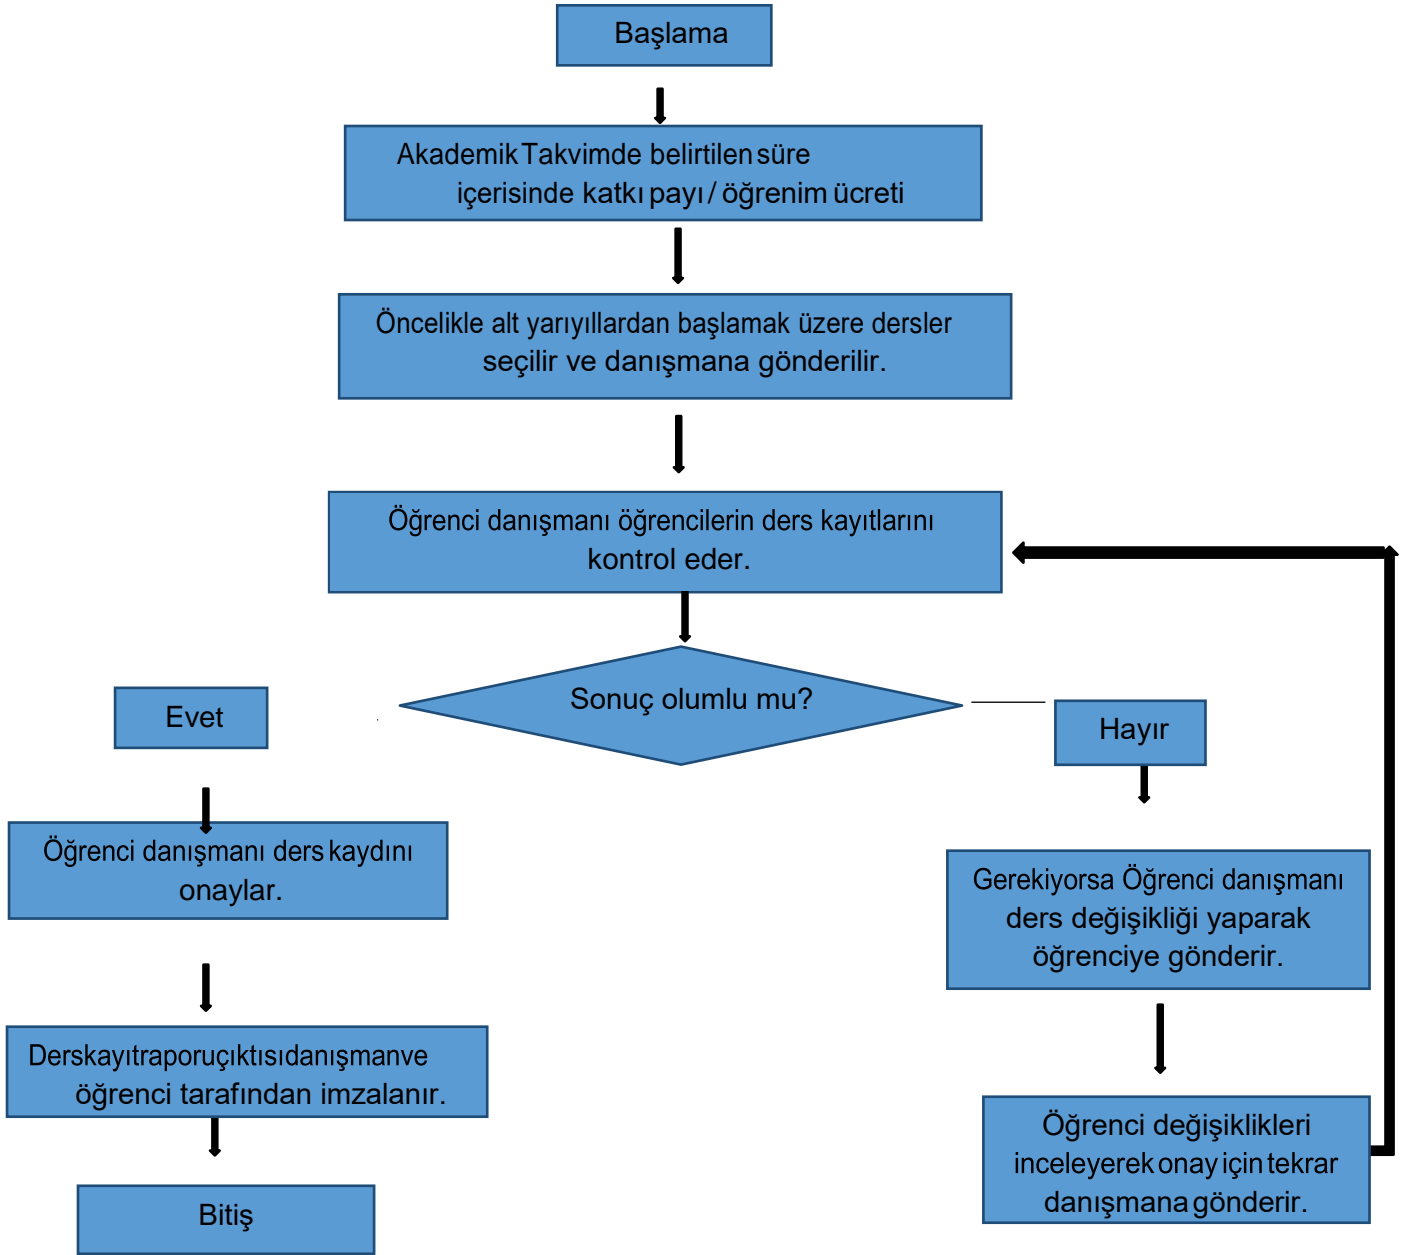 Başlama
Akademik Takvimde belirtilen süre
içerisinde katkı payı / öğrenim ücreti
Öncelikle alt yarıyıllardan başlamak üzere dersler
seçilir ve danışmana gönderilir.
Öğrenci danışmanı öğrencilerin ders kayıtlarını
kontrol eder.
Sonuç olumlu mu?
Evet
Hayır
Öğrenci danışmanı ders kaydını
onaylar.
Gerekiyorsa Öğrenci danışmanı
ders değişikliği yaparak
öğrenciye gönderir.
Derskayıtraporuçıktısıdanışmanve
öğrenci tarafından imzalanır.
Öğrenci değişiklikleri
inceleyerek onay için tekrar
danışmana gönderir.
Bitiş